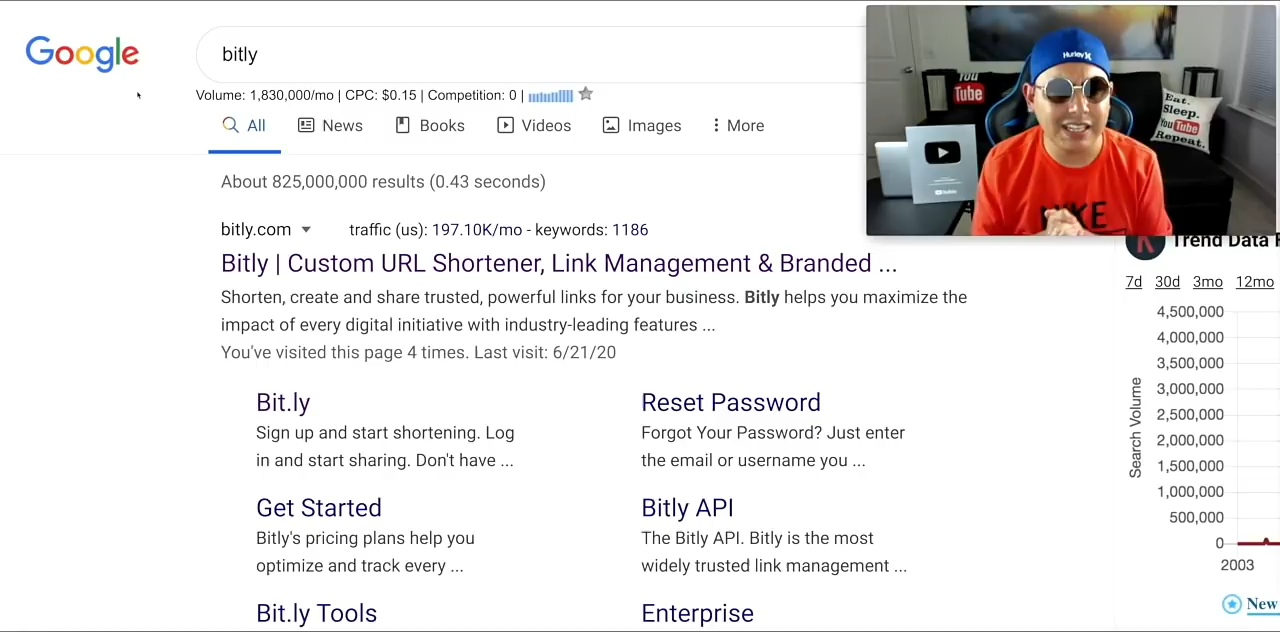 Google
bitly
Volume: 1,830,000/mo | CPC: $0.15 | Competition: 0 |
All
News
Books
Videos
Images
More
About 825,000,000 results (0.43 seconds)
bitly.com
traffic (us): 197.10K/mo - keywords: 1186
Bitly | Custom URL Shortener, Link Management & Branded ...
Shorten, create and share trusted, powerful links for your business. Bitly helps you maximize the
impact of every digital initiative with industry-leading features ...
You've visited this page 4 times. Last visit: 6/21/20
Bit.ly
Sign up and start shortening. Log
in and start sharing. Don't have ...
Reset Password
Forgot Your Password? Just enter
the email or username you ...
Get Started
Bitly's pricing plans help you
optimize and track every ...
Bitly API
The Bitly API. Bitly is the most
widely trusted link management ...
Bit.ly Tools
Enterprise
You
Tube
Hurley
Eat.
Sleep.
YouTube
Repeat.
NIKE
Trend Data
7d 30d 3mo 12mo
4,500,000
4,000,000
3,500,000
3,000,000
2,500,000
2,000,000
1,500,000
1,000,000
500,000
0
Search Volume
2003
New